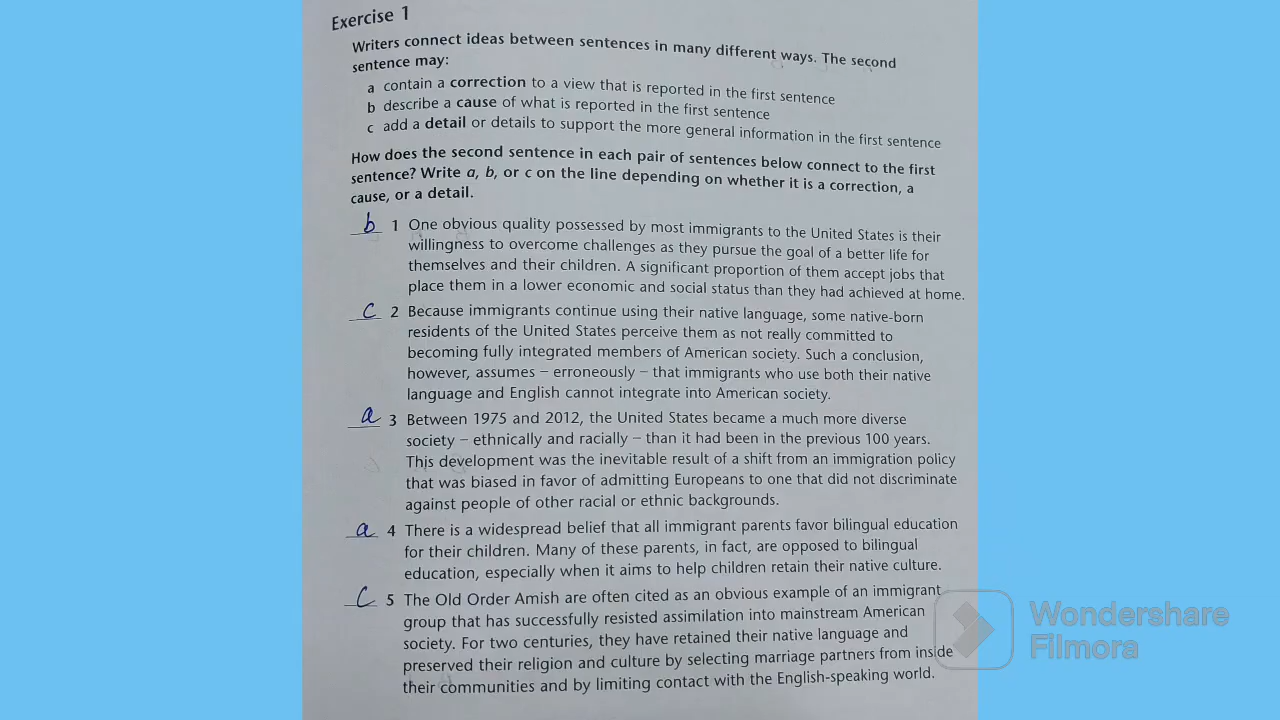 Exercise 1
Writers connect ideas between sentences in many different ways. The second
sentence may:
a contain a correction to a view that is reported in the first sentence
b describe a cause of what is reported in the first sentence
c add a detail or details to support the more general information in the first sentence
How does the second sentence in each pair of sentences below connect to the first
sentence? Write a, b, or c on the line depending on whether it is a correction, a
cause, or a detail.
b 1 One obvious quality possessed by most immigrants to the United States is their
willingness to overcome challenges as they pursue the goal of a better life for
themselves and their children. A significant proportion of them accept jobs that
place them in a lower economic and social status than they had achieved at home.
c 2 Because immigrants continue using their native language, some native-born
residents of the United States perceive them as not really committed to
becoming fully integrated members of American society. Such a conclusion,
however, assumes – erroneously – that immigrants who use both their native
language and English cannot integrate into American society.
a 3 Between 1975 and 2012, the United States became a much more diverse
society – ethnically and racially – than it had been in the previous 100 years.
This development was the inevitable result of a shift from an immigration policy
that was biased in favor of admitting Europeans to one that did not discriminate
against people of other racial or ethnic backgrounds.
a 4 There is a widespread belief that all immigrant parents favor bilingual education
for their children. Many of these parents, in fact, are opposed to bilingual
education, especially when it aims to help children retain their native culture.
c 5 The Old Order Amish are often cited as an obvious example of an immigrant
group that has successfully resisted assimilation into mainstream American
society. For two centuries, they have retained their native language and
preserved their religion and culture by selecting marriage partners from inside
their communities and by limiting contact with the English-speaking world.
Wondershare
Filmora